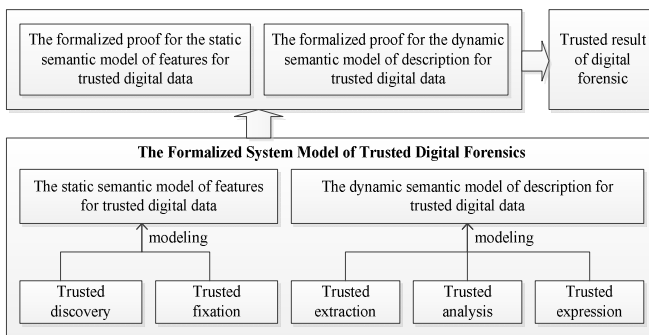 The formalized proof for the static
semantic model of features for
trusted digital data
The formalized proof for the dynamic
semantic model of description for
trusted digital data
Trusted result
of digital
forensic
The Formalized System Model of Trusted Digital Forensics
The static semantic model of features
for trusted digital data
The dynamic semantic model of description for
trusted digital data
modeling
modeling
Trusted
discovery
Trusted
fixation
Trusted
extraction
Trusted
analysis
Trusted
expression